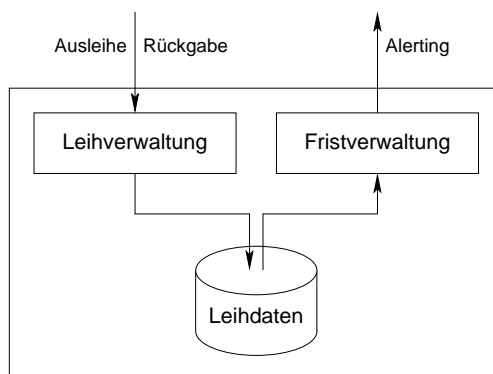 Ausleihe
Rückgabe
Alerting
Leihverwaltung
Fristverwaltung
Leihdaten